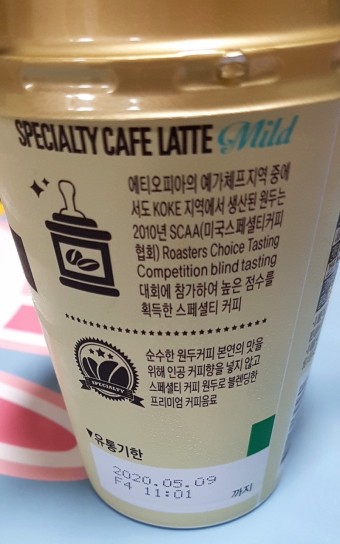 SPECIALTY CAFE LATTE Mild
에티오피아의 예가체프지역 중에
서도 KOKE 지역에서 생산된 원두는
2010년 SCAA(미국스페셜티커피
협회) Roasters Choice Tasting
Competition blind tasting
대회에 참가하여 높은 점수를
획득한 스페셜티 커피
SPECIALTY
순수한 원두커피 본연의 맛을
위해 인공 커피향을 넣지 않고
스페셜티 커피 원두로 블렌딩한
프리미엄 커피음료
▼유통기한
2020.05.09
F4 11:01 까지